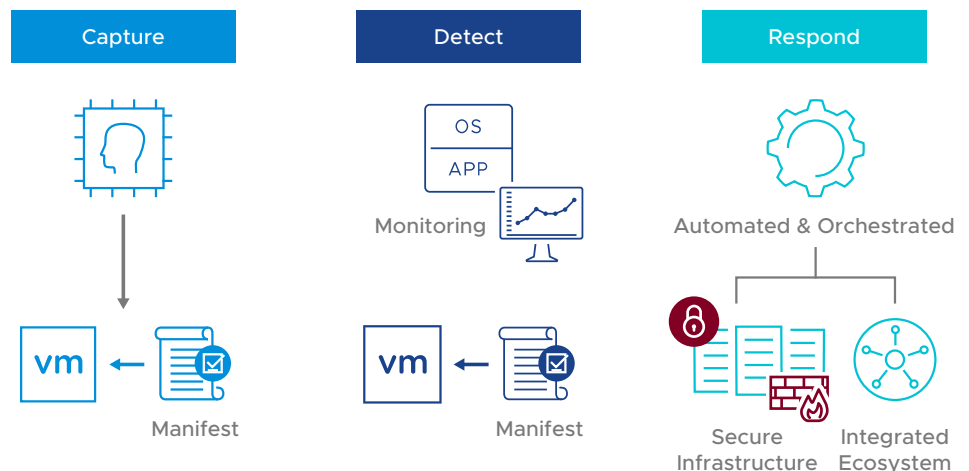 Capture
Detect
Respond
OS
APP
Monitoring
Automated & Orchestrated
vm
vm
Manifest
Manifest
Secure
Infrastructure
Integrated
Ecosystem